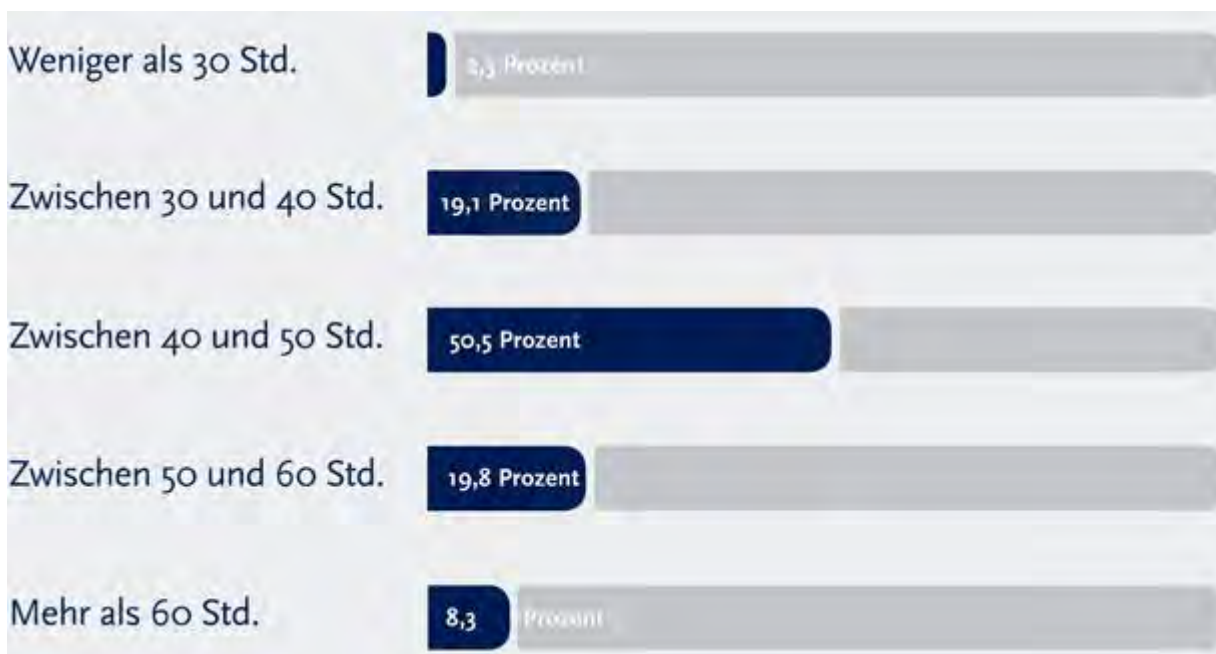 Weniger als 30 Std.
2,3 Prozent
Zwischen 30 und 40 Std.
19,1 Prozent
Zwischen 40 und 50 Std.
50,5 Prozent
Zwischen 50 und 60 Std.
19,8 Prozent
Mehr als 60 Std.
8,3 Prozent